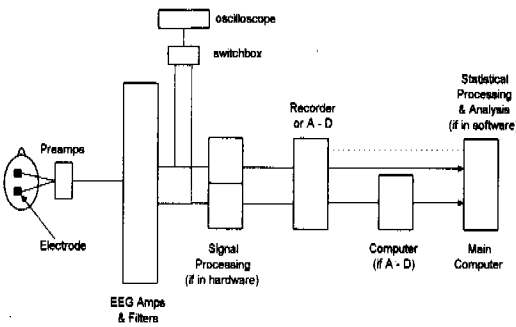 oscilloscope
switchbox
Statistical
Processing
& Analysis
(if in software
Recorder
or A - D
Preamps
Electrode
Signal
Processing
(if in hardware)
Computer
(if A - D)
Main
Computer
EEG Amps
& Filters